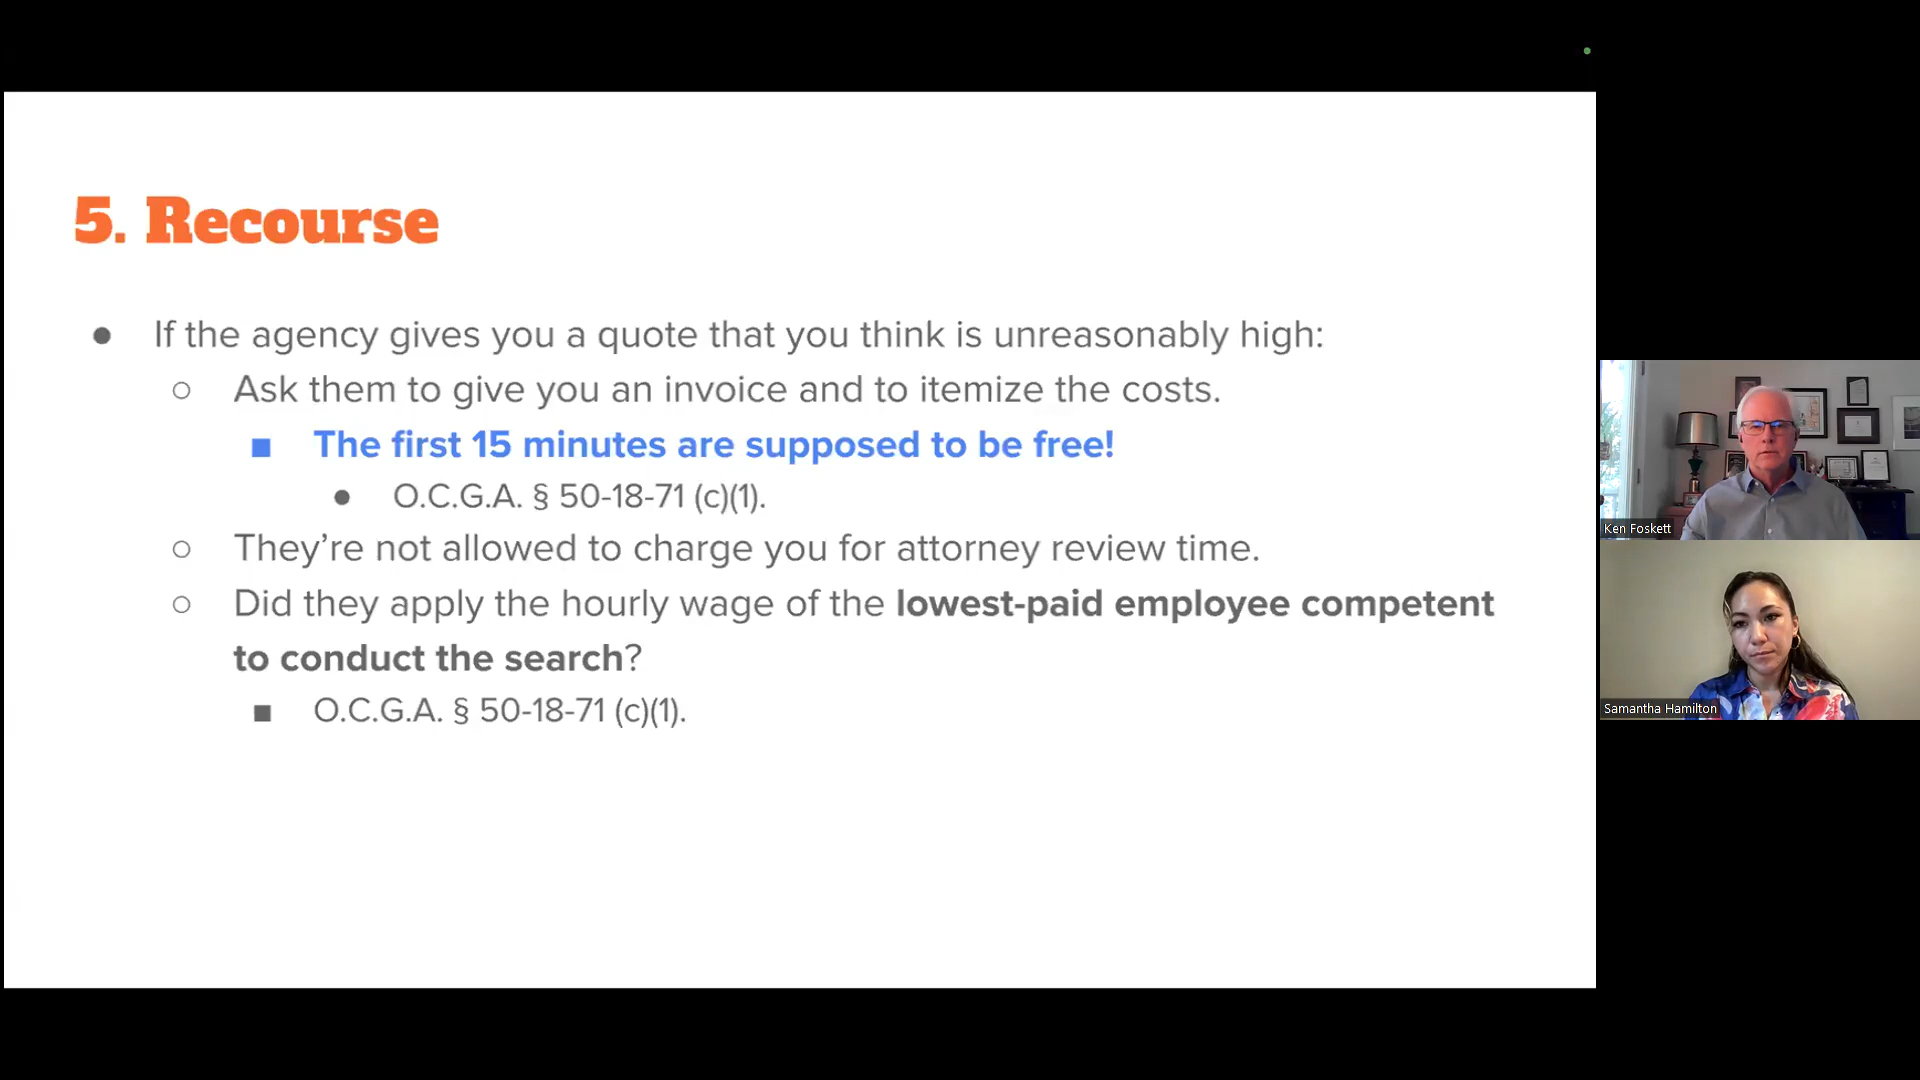 5. Recourse
● If the agency gives you a quote that you think is unreasonably high:
○ Ask them to give you an invoice and to itemize the costs.
■ The first 15 minutes are supposed to be free!
● O.C.G.A. § 50-18-71 (c)(1).
○ They’re not allowed to charge you for attorney review time.
○ Did they apply the hourly wage of the lowest-paid employee competent
to conduct the search?
■ O.C.G.A. § 50-18-71 (c)(1).
Ken Foskett
Samantha Hamilton